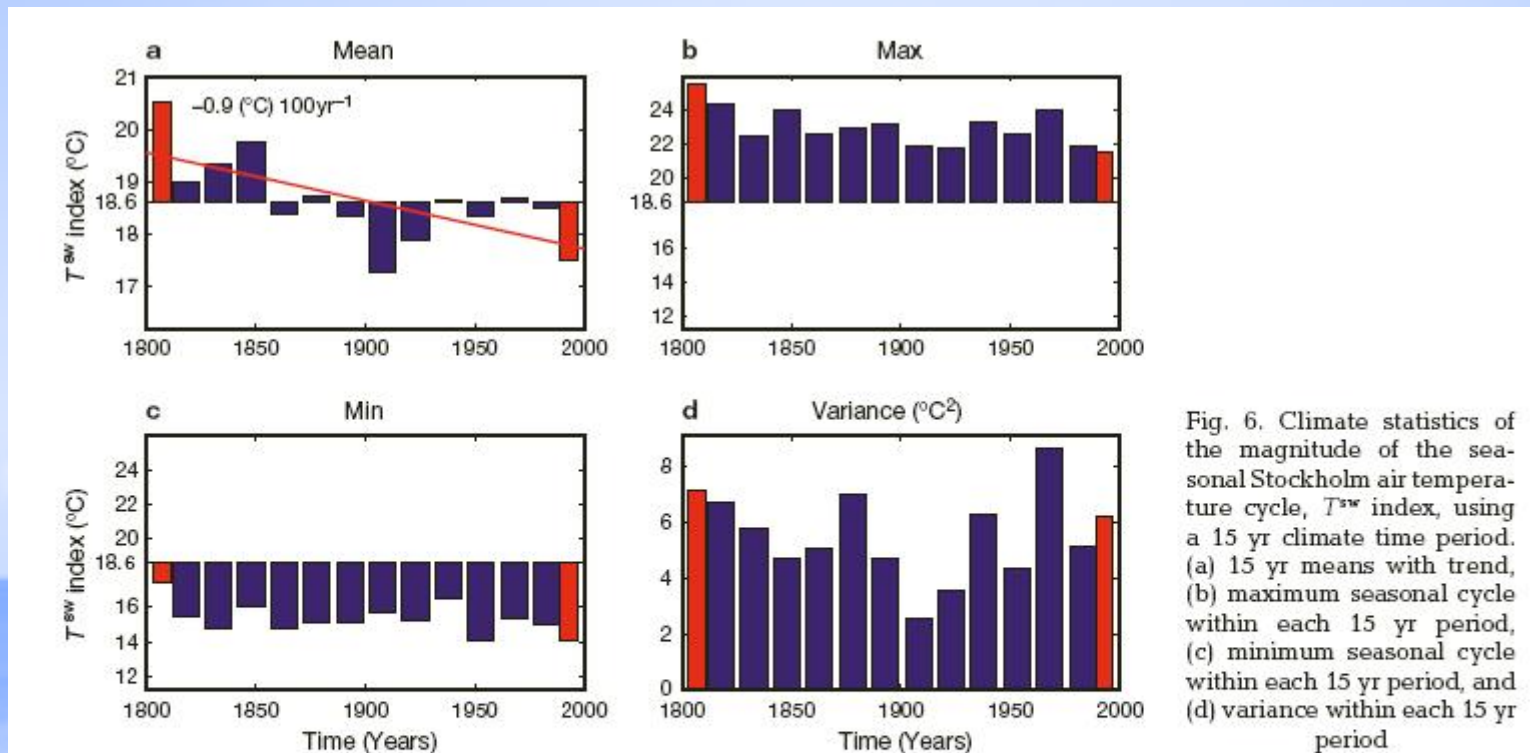 a Mean
−0.9 (°C) 100yr⁻¹
Tˢʷ index (°C)
21
20
19
18.6
18
17
1800 1850 1900 1950 2000
b Max
24
22
20
18.6
16
14
12
1800 1850 1900 1950 2000
c Min
Tˢʷ index (°C)
24
22
20
18.6
16
14
12
1800 1850 1900 1950 2000
Time (Years)
d Variance (°C²)
8
6
4
2
0
1800 1850 1900 1950 2000
Time (Years)
Fig. 6. Climate statistics of
the magnitude of the sea-
sonal Stockholm air tempera-
ture cycle, Tˢʷ index, using
a 15 yr climate time period.
(a) 15 yr means with trend,
(b) maximum seasonal cycle
within each 15 yr period,
(c) minimum seasonal cycle
within each 15 yr period, and
(d) variance within each 15 yr
period